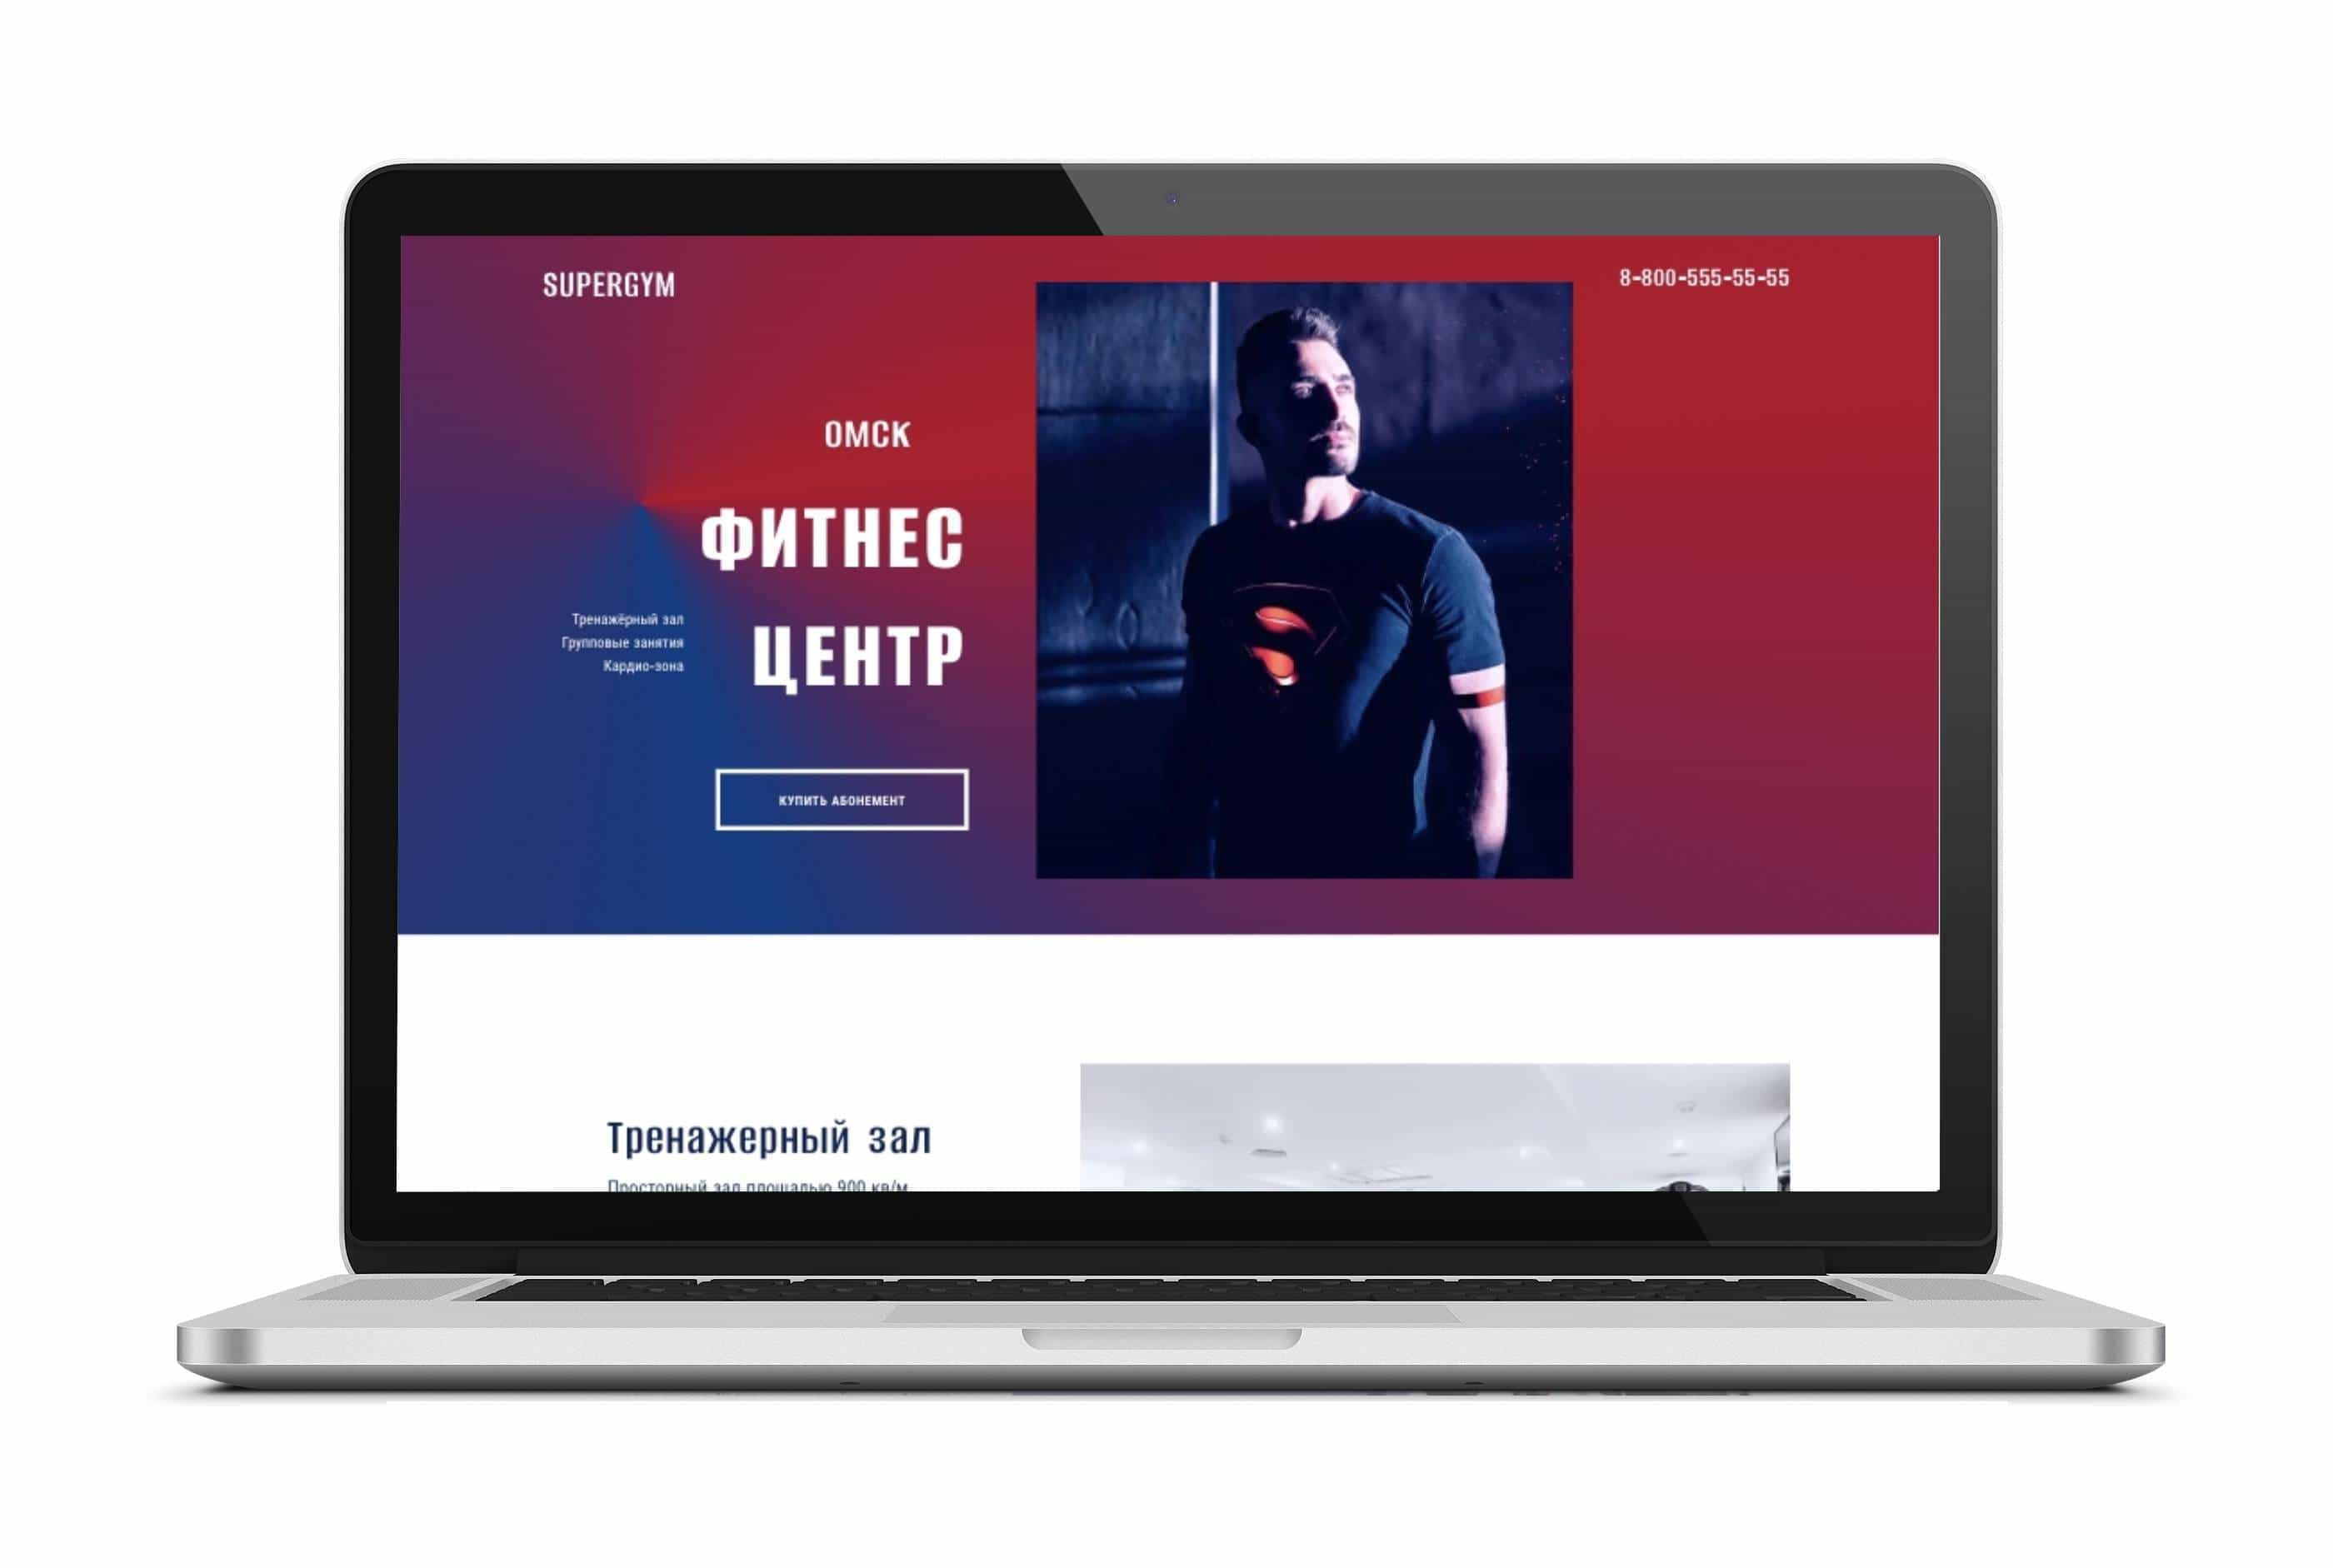 SUPERGYM
8-800-555-55-55
ОМСК
ФИТНЕС
ЦЕНТР
Тренажёрный зал
Групповые занятия
Кардио-зона
КУПИТЬ АБОНЕМЕНТ
Тренажерный зал
Просторный зал площадью 900 кв/м